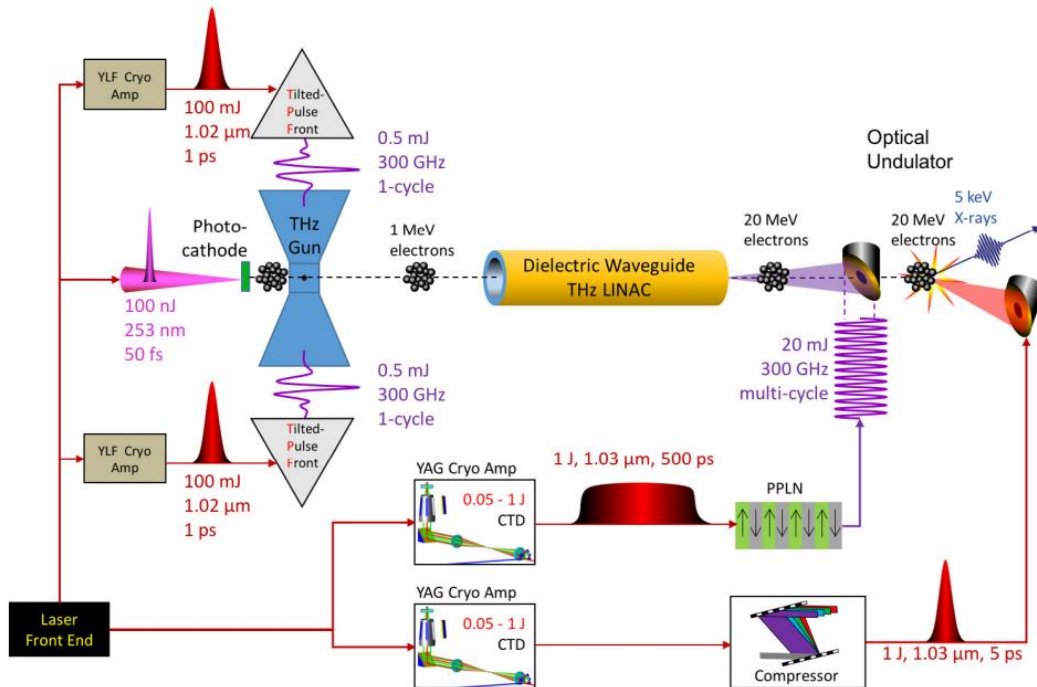 YLF Cryo
Amp
100 mJ
1.02 µm
1 ps
Tilted-
Pulse
Front
0.5 mJ
300 GHz
1-cycle
Optical
Undulator
Photo-
cathode
THz
Gun
1 MeV
electrons
Dielectric Waveguide
THz LINAC
20 MeV
electrons
20 MeV
electrons
5 keV
X-rays
100 nJ
253 nm
50 fs
20 mJ
300 GHz
multi-cycle
0.5 mJ
300 GHz
1-cycle
YLF Cryo
Amp
100 mJ
1.02 µm
1 ps
Tilted-
Pulse
Front
YAG Cryo Amp
0.05 - 1 J
CTD
1 J, 1.03 µm, 500 ps
PPLN
Laser
Front End
YAG Cryo Amp
0.05 - 1 J
CTD
Compressor
1 J, 1.03 µm, 5 ps